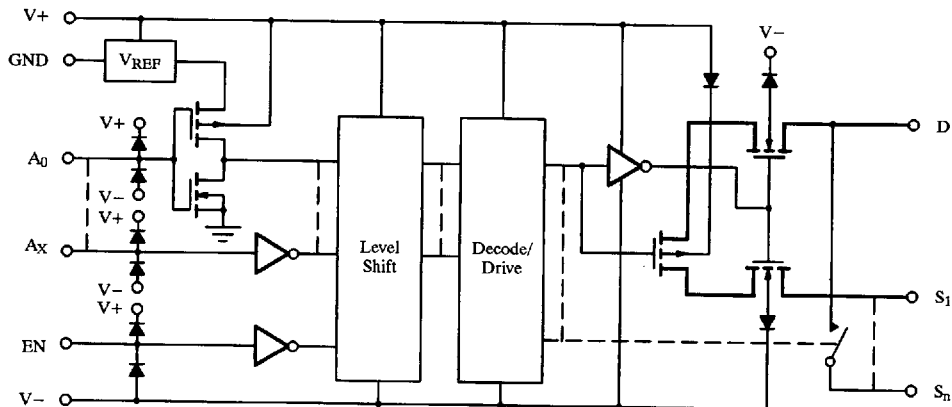 V+
GND
VREF
V−
V+
D
A0
V−
V+
AX
Level
Shift
Decode/
Drive
V−
V+
S1
EN
V−
Sn